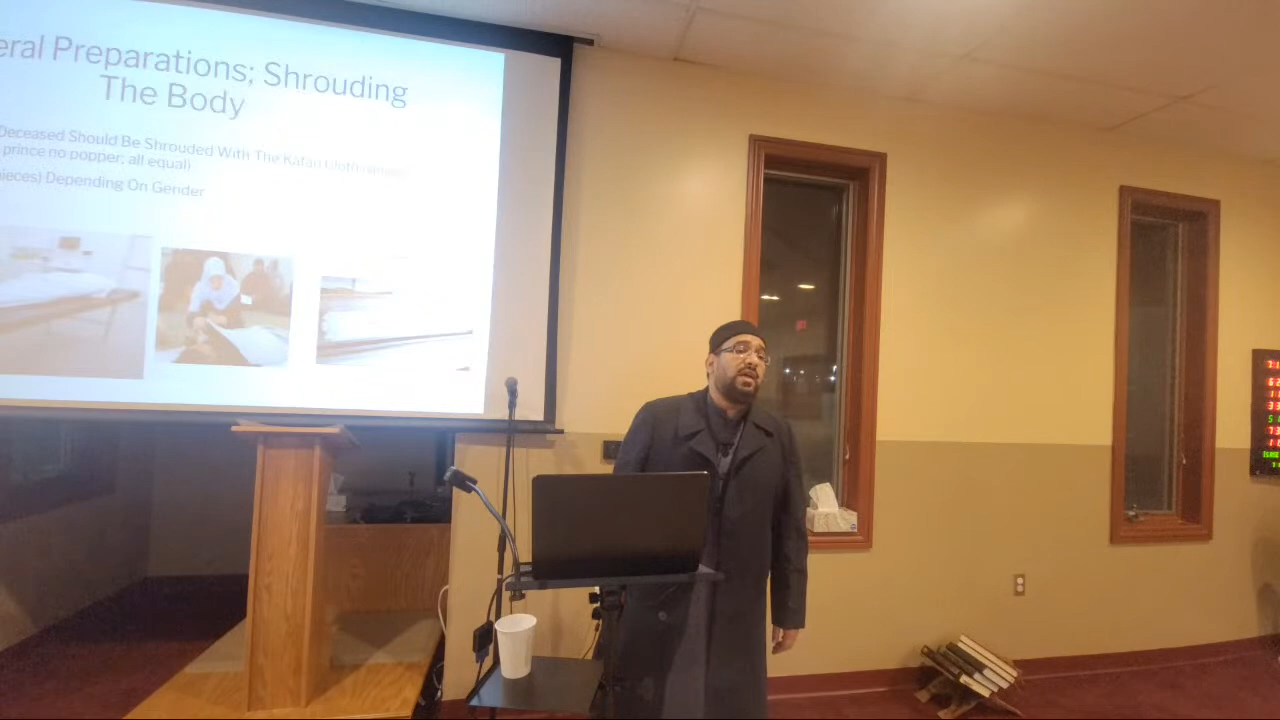 eral Preparations; Shrouding
The Body
Deceased Should Be Shrouded With The Kafan Cloth
prince no popper; all equal)
pieces) Depending On Gender